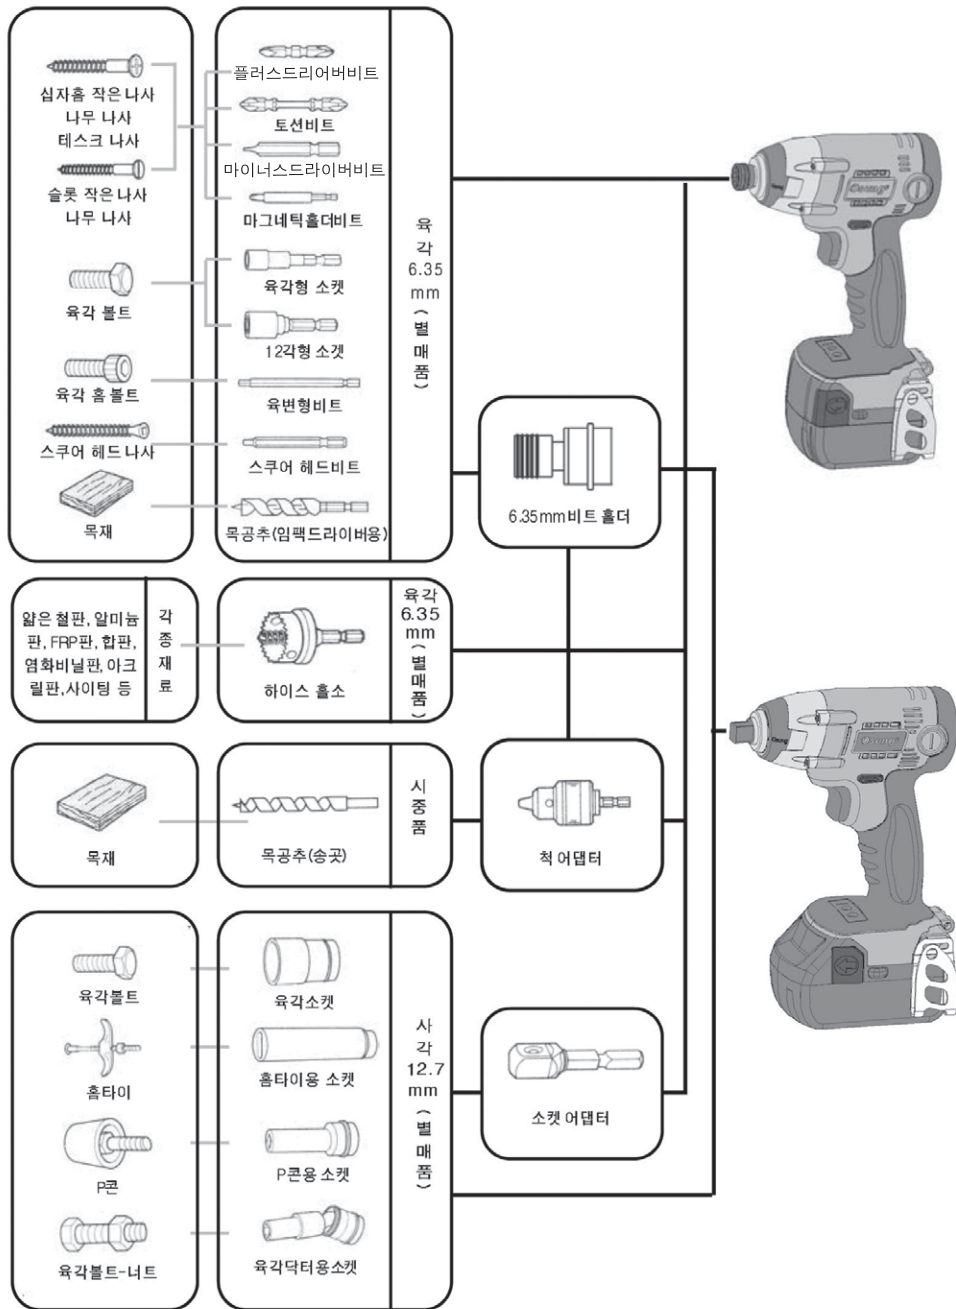 십자홈 작은 나사
나무 나사
테스크 나사
슬롯 작은 나사
나무 나사
육각 볼트
육각 홈 볼트
스쿠어 헤드 나사
목재
플러스드리어버비트
토션비트
마이너스드라이버비트
마그네틱홀더비트
육각형 소켓
12각형 소겟
육변형비트
스쿠어 헤드비트
목공추(임팩드라이버용)
육
각
6.35
mm
(별
매
품)
6.35mm비트 홀더
얇은 철판, 알미늄
판, FRP판, 합판,
염화비닐판, 아크
릴판,사이팅 등
각
종
재
료
하이스 홀소
육각
6.35
mm
(별
매
품)
목재
목공추(송곳)
시
중
품
척 어댑터
육각볼트
홈타이
P콘
육각볼트-너트
육각소켓
홈타이용 소켓
P콘용 소켓
육각닥터용소켓
사
각
12.7
mm
(별
매
품)
소켓 어댑터
Osung
Osung